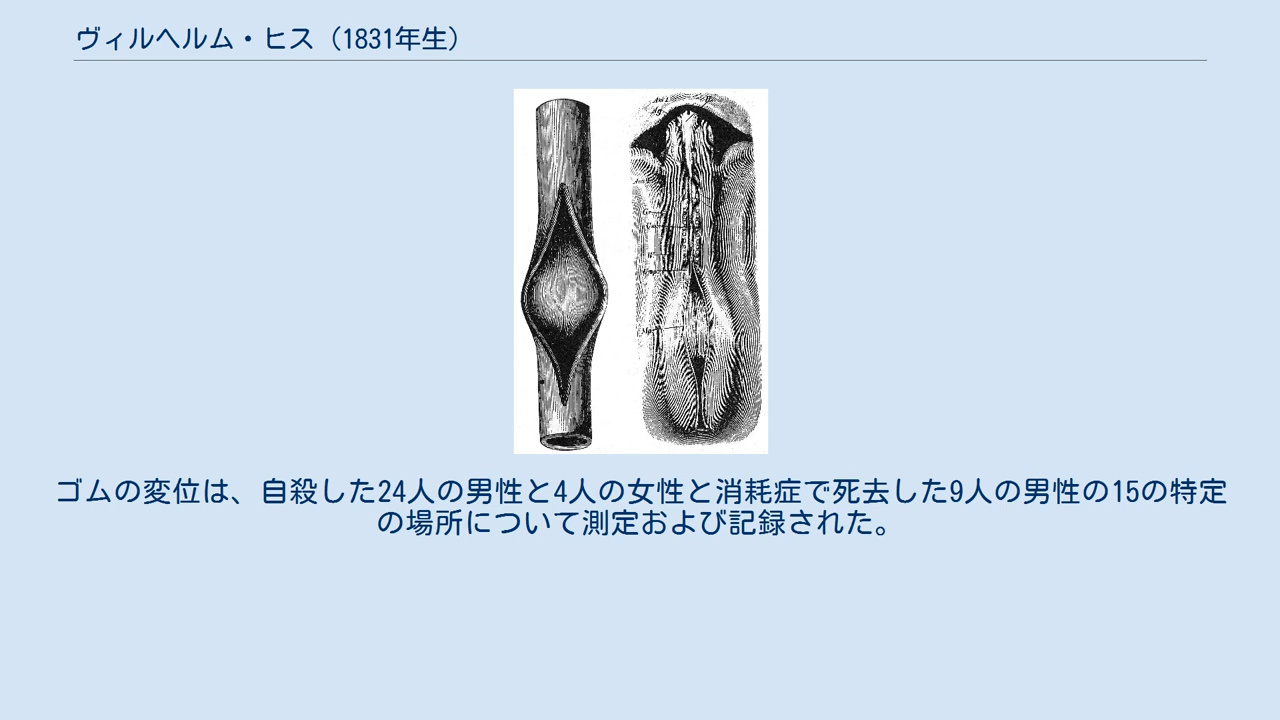 ヴィルヘルム・ヒス（1831年生）
ゴムの変位は、自殺した24人の男性と4人の女性と消耗症で死去した9人の男性の15の特定
の場所について測定および記録された。